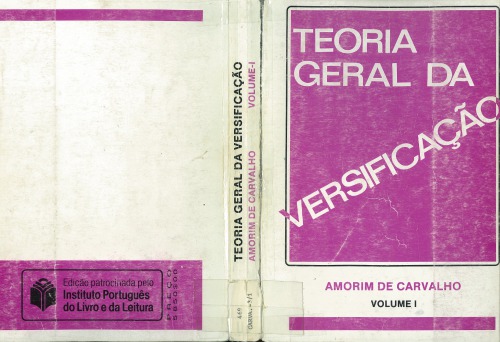 Edição patrocinada pelo
Instituto Português
do Livro e da Leitura
TEORIA GERAL DA VERSIFICAÇÃO
AMORIM DE CARVALHO VOLUME-I
TEORIA
GERAL DA
VERSIFICAÇÃO
AMORIM DE CARVALHO
VOLUME I